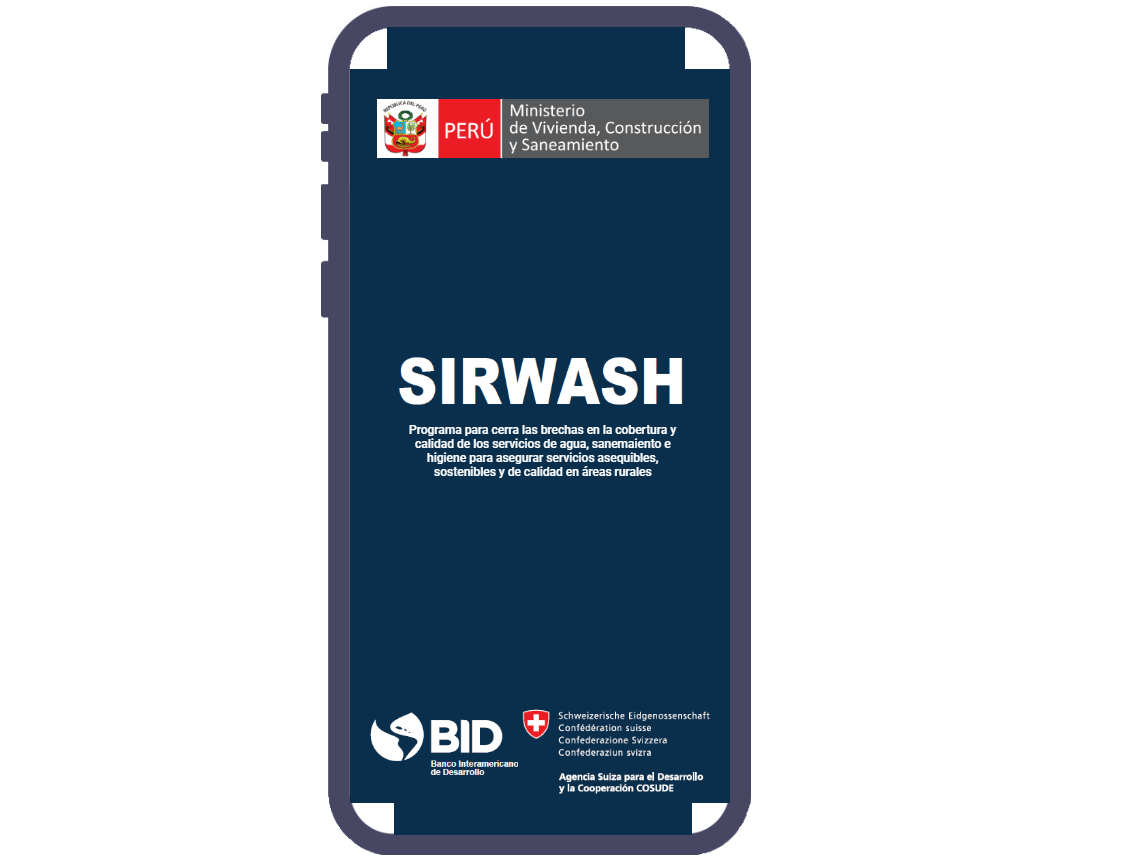 REPÚBLICA DEL PERÚ
PERÚ
Ministerio
de Vivienda, Construcción
y Saneamiento
SIRWASH
Programa para cerra las brechas en la cobertura y
calidad de los servicios de agua, sanemaiento e
higiene para asegurar servicios asequibles,
sostenibles y de calidad en áreas rurales
BID
Banco Interamericano
de Desarrollo
Schweizerische Eidgenossenschaft
Confédération suisse
Confederazione Svizzera
Confederaziun svizra
Agencia Suiza para el Desarrollo
y la Cooperación COSUDE